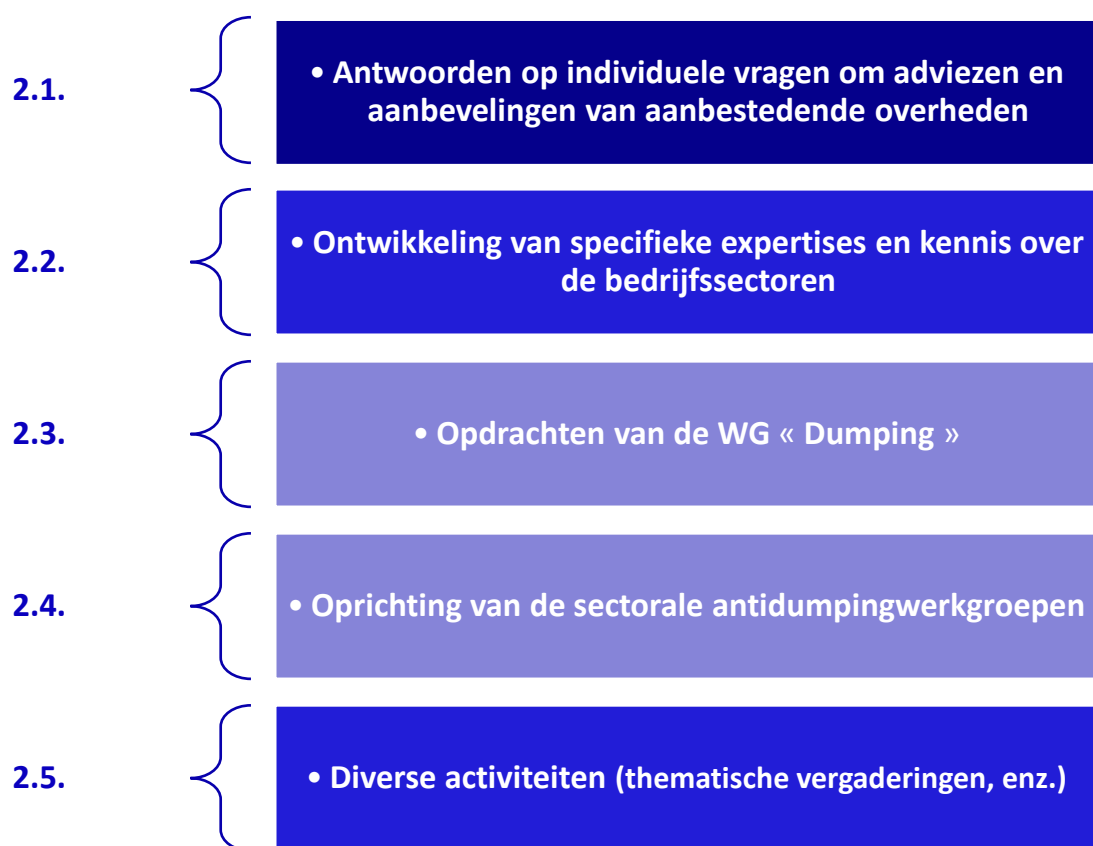 2.1.
• Antwoorden op individuele vragen om adviezen en
aanbevelingen van aanbestedende overheden
2.2.
• Ontwikkeling van specifieke expertises en kennis over
de bedrijfssectoren
2.3.
• Opdrachten van de WG « Dumping »
2.4.
• Oprichting van de sectorale antidumpingwerkgroepen
2.5.
• Diverse activiteiten (thematische vergaderingen, enz.)